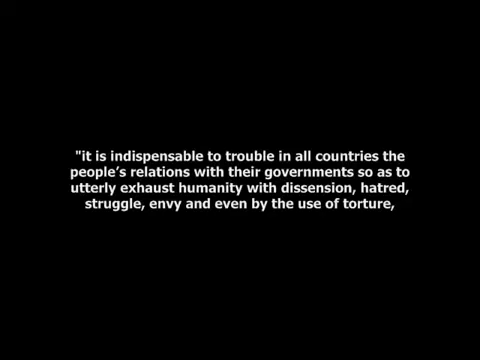 "it is indispensable to trouble in all countries the
people’s relations with their governments so as to
utterly exhaust humanity with dissension, hatred,
struggle, envy and even by the use of torture,